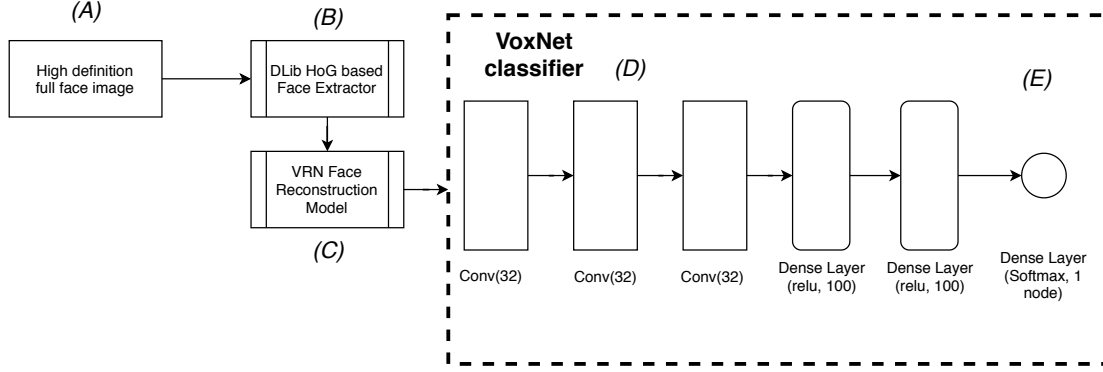 (A)
High definition
full face image
(B)
DLib HoG based
Face Extractor
VRN Face
Reconstruction
Model
(C)
VoxNet
classifier
(D)
(E)
Conv(32)
Conv(32)
Conv(32)
Dense Layer
(relu, 100)
Dense Layer
(relu, 100)
Dense Layer
(Softmax, 1
node)